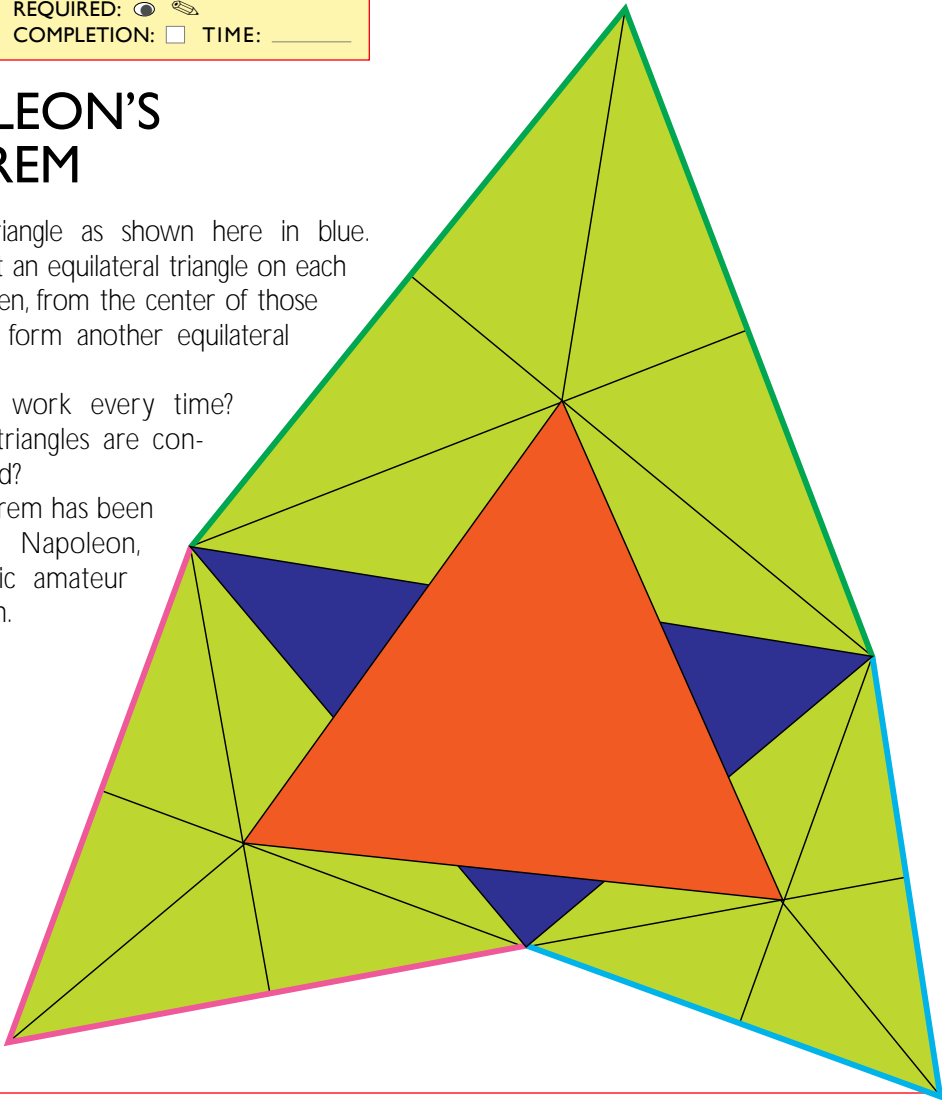 REQUIRED:
COMPLETION: TIME:
LEON'S
REM
riangle as shown here in blue.
t an equilateral triangle on each
en, from the center of those
form another equilateral
work every time?
triangles are con-
d?
rem has been
Napoleon,
ic amateur
n.